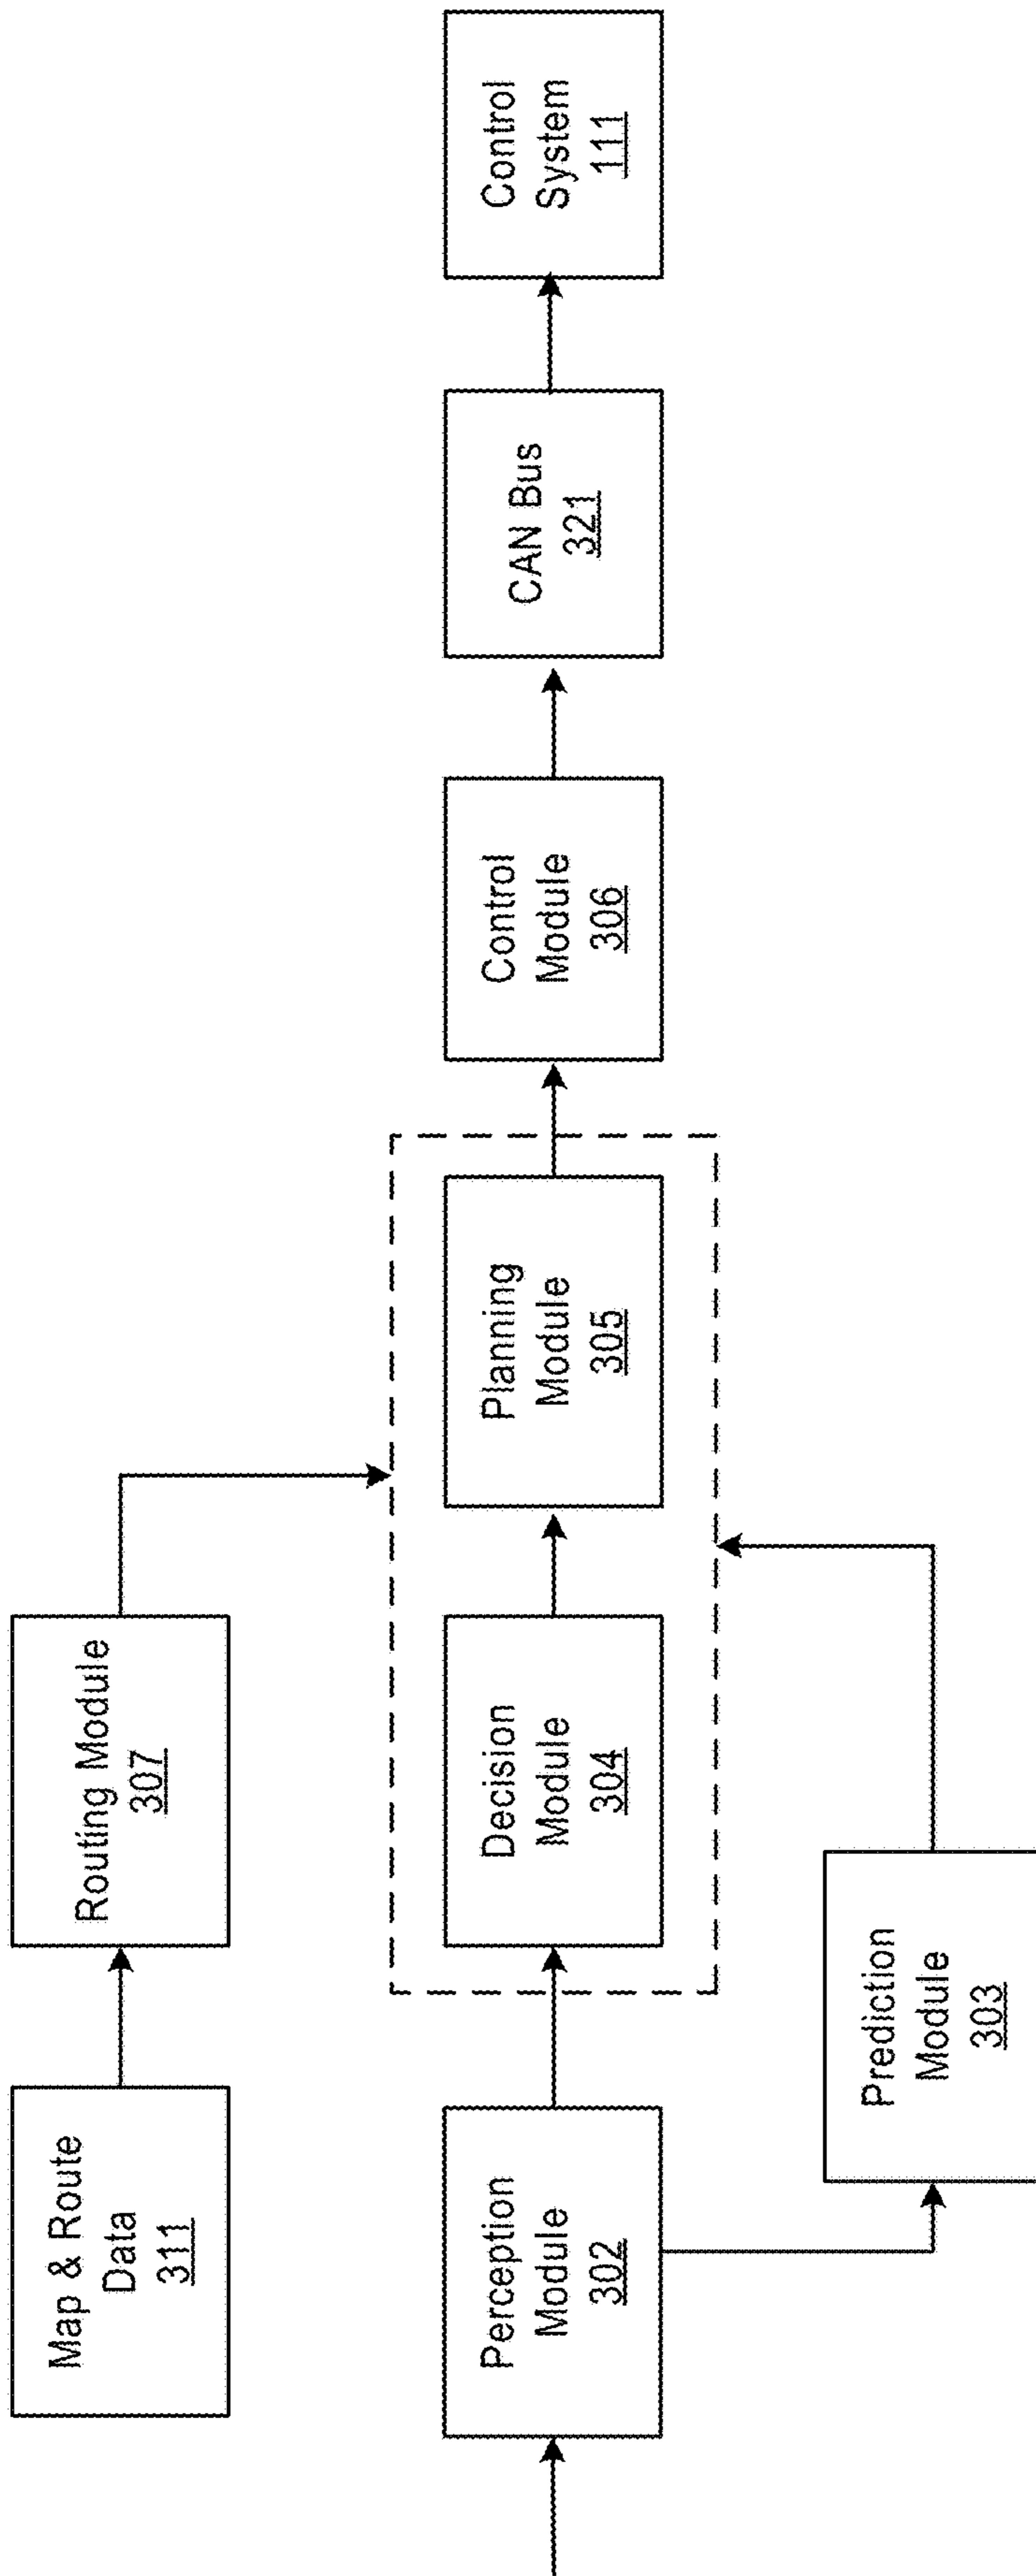 Map & Route
Data
311
Routing Module
307
Perception
Module
302
Decision
Module
304
Planning
Module
305
Control
Module
306
CAN Bus
321
Control
System
111
Prediction
Module
303